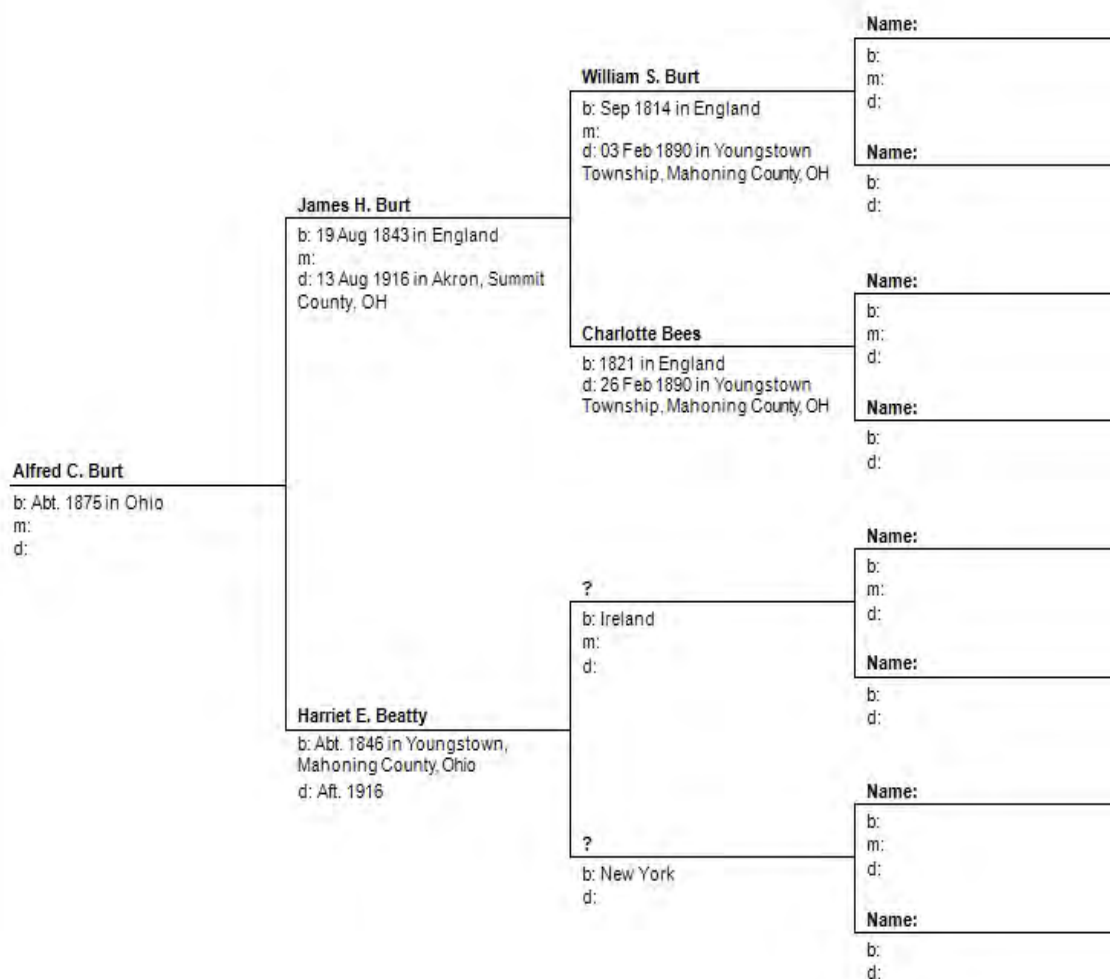 Alfred C. Burt
b: Abt. 1875 in Ohio
m:
d:
James H. Burt
b: 19 Aug 1843 in England
m:
d: 13 Aug 1916 in Akron, Summit
County, OH
Harriet E. Beatty
b: Abt. 1846 in Youngstown,
Mahoning County, Ohio
d: Aft. 1916
William S. Burt
b: Sep 1814 in England
m:
d: 03 Feb 1890 in Youngstown
Township, Mahoning County, OH
Charlotte Bees
b: 1821 in England
d: 26 Feb 1890 in Youngstown
Township, Mahoning County, OH
?
b: Ireland
m:
d:
?
b: New York
d:
Name:
b:
m:
d:
Name:
b:
d:
Name:
b:
m:
d:
Name:
b:
d:
Name:
b:
m:
d:
Name:
b:
d:
Name:
b:
m:
d:
Name:
b:
d: